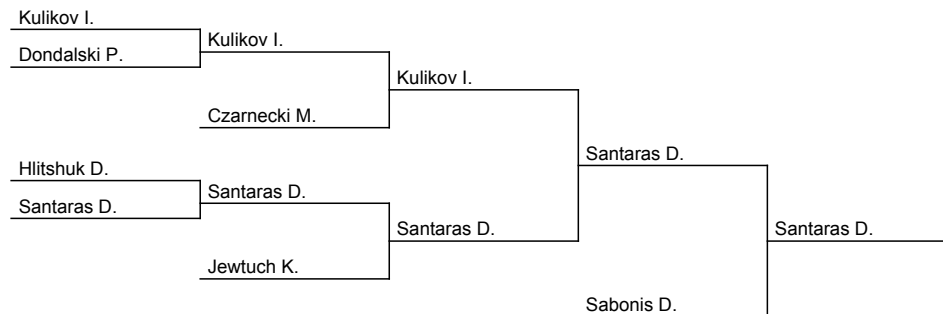 Kulikov I.
Kulikov I.
Dondalski P.
Kulikov I.
Czarnecki M.
Santaras D.
Hlitshuk D.
Santaras D.
Santaras D.
Santaras D.
Santaras D.
Jewtuch K.
Sabonis D.